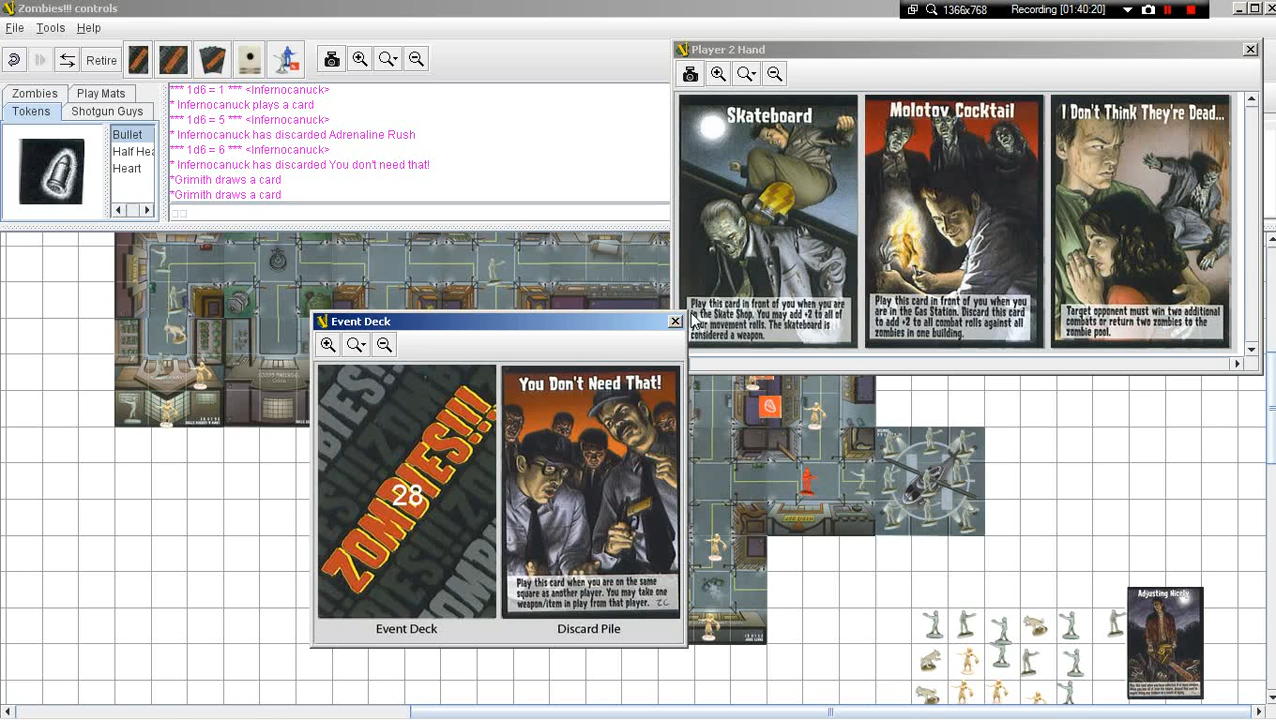 Zombies!!! controls
1366x768
Recording [01:40:20]
File Tools Help
Retire
Zombies
Play Mats
Tokens
Shotgun Guys
Bullet
Half Hea
Heart
*** 1d6 = 1 *** <Infernocanuck>
* Infernocanuck plays a card
*** 1d6 = 5 *** <Infernocanuck>
* Infernocanuck has discarded Adrenaline Rush
*** 1d6 = 6 *** <Infernocanuck>
* Infernocanuck has discarded You don't need that!
*Grimith draws a card
*Grimith draws a card
Player 2 Hand
Skateboard
Play this card in front of you when you are
in the Skate Shop. You may add +2 to all of
your movement rolls. The skateboard is
considered a weapon.
Molotov Cocktail
Play this card in front of you when you
are in the Gas Station. Discard this card
to add +2 to all combat rolls against all
zombies in one building.
I Don't Think They're Dead...
Target opponent must win two additional
combats or return two zombies to the
zombie pool.
Event Deck
ZOMBIES!!!
28
Event Deck
You Don't Need That!
Play this card when you are on the same
square as another player. You may take one
weapon/item in play from that player.
Discard Pile
Adjusting Nicely